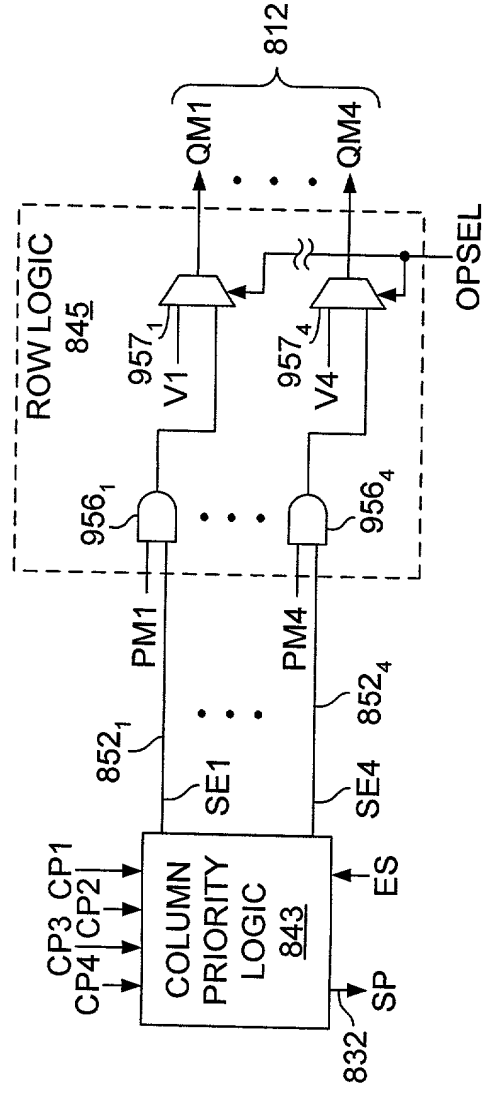 ROW LOGIC
845
QM1
812
QM4
957₁
V1
957₄
V4
OPSEL
956₁
956₄
PM1
PM4
852₁
852₄
SE1
SE4
CP4
CP3
CP2
CP1
COLUMN
PRIORITY
LOGIC
843
ES
832
SP